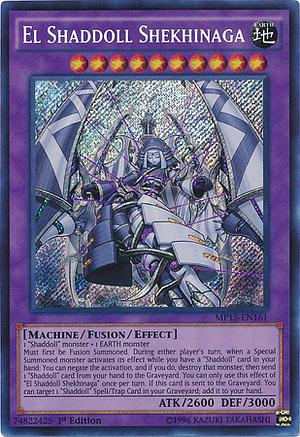 EL SHADDOLL SHEKHINAGA
EARTH
地
MP15-EN161
[MACHINE/FUSION/EFFECT]
1 "Shaddoll" monster + 1 EARTH monster
Must first be Fusion Summoned. During either player's turn, when a Special
Summoned monster activates its effect while you have a "Shaddoll" card in your
hand: You can negate the activation, and if you do, destroy that monster, then send
1 "Shaddoll" card from your hand to the Graveyard. You can only use this effect of
"El Shaddoll Shekhinaga" once per turn. If this card is sent to the Graveyard: You
can target 1 "Shaddoll" Spell/Trap Card in your Graveyard; add it to your hand.
ATK/2600 DEF/3000
74822425 1st Edition ©1996 KAZUKI TAKAHASHI